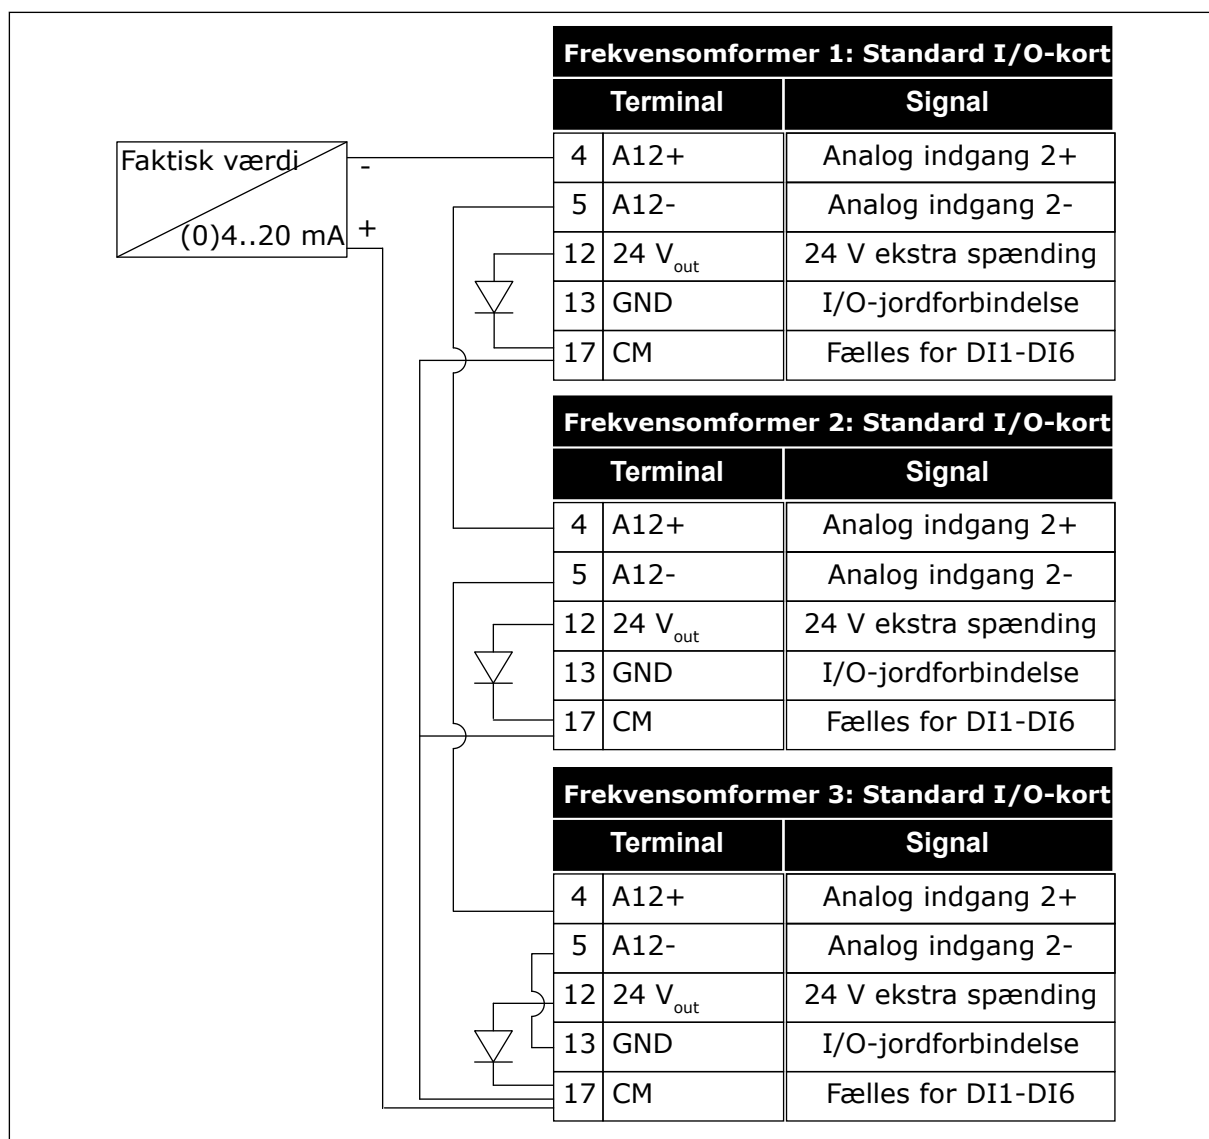 Faktisk værdi
-
(0)4..20 mA
+
Frekvensomformer 1: Standard I/O-kort
Terminal Signal
4 A12+ Analog indgang 2+
5 A12- Analog indgang 2-
12 24 Vout 24 V ekstra spænding
13 GND I/O-jordforbindelse
17 CM Fælles for DI1-DI6
Frekvensomformer 2: Standard I/O-kort
Terminal Signal
4 A12+ Analog indgang 2+
5 A12- Analog indgang 2-
12 24 Vout 24 V ekstra spænding
13 GND I/O-jordforbindelse
17 CM Fælles for DI1-DI6
Frekvensomformer 3: Standard I/O-kort
Terminal Signal
4 A12+ Analog indgang 2+
5 A12- Analog indgang 2-
12 24 Vout 24 V ekstra spænding
13 GND I/O-jordforbindelse
17 CM Fælles for DI1-DI6